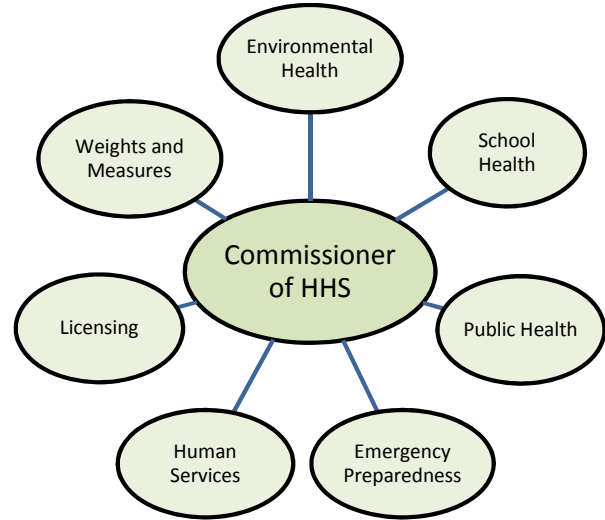 Environmental
Health
Weights and
Measures
School
Health
Commissioner
of HHS
Licensing
Public Health
Human
Services
Emergency
Preparedness